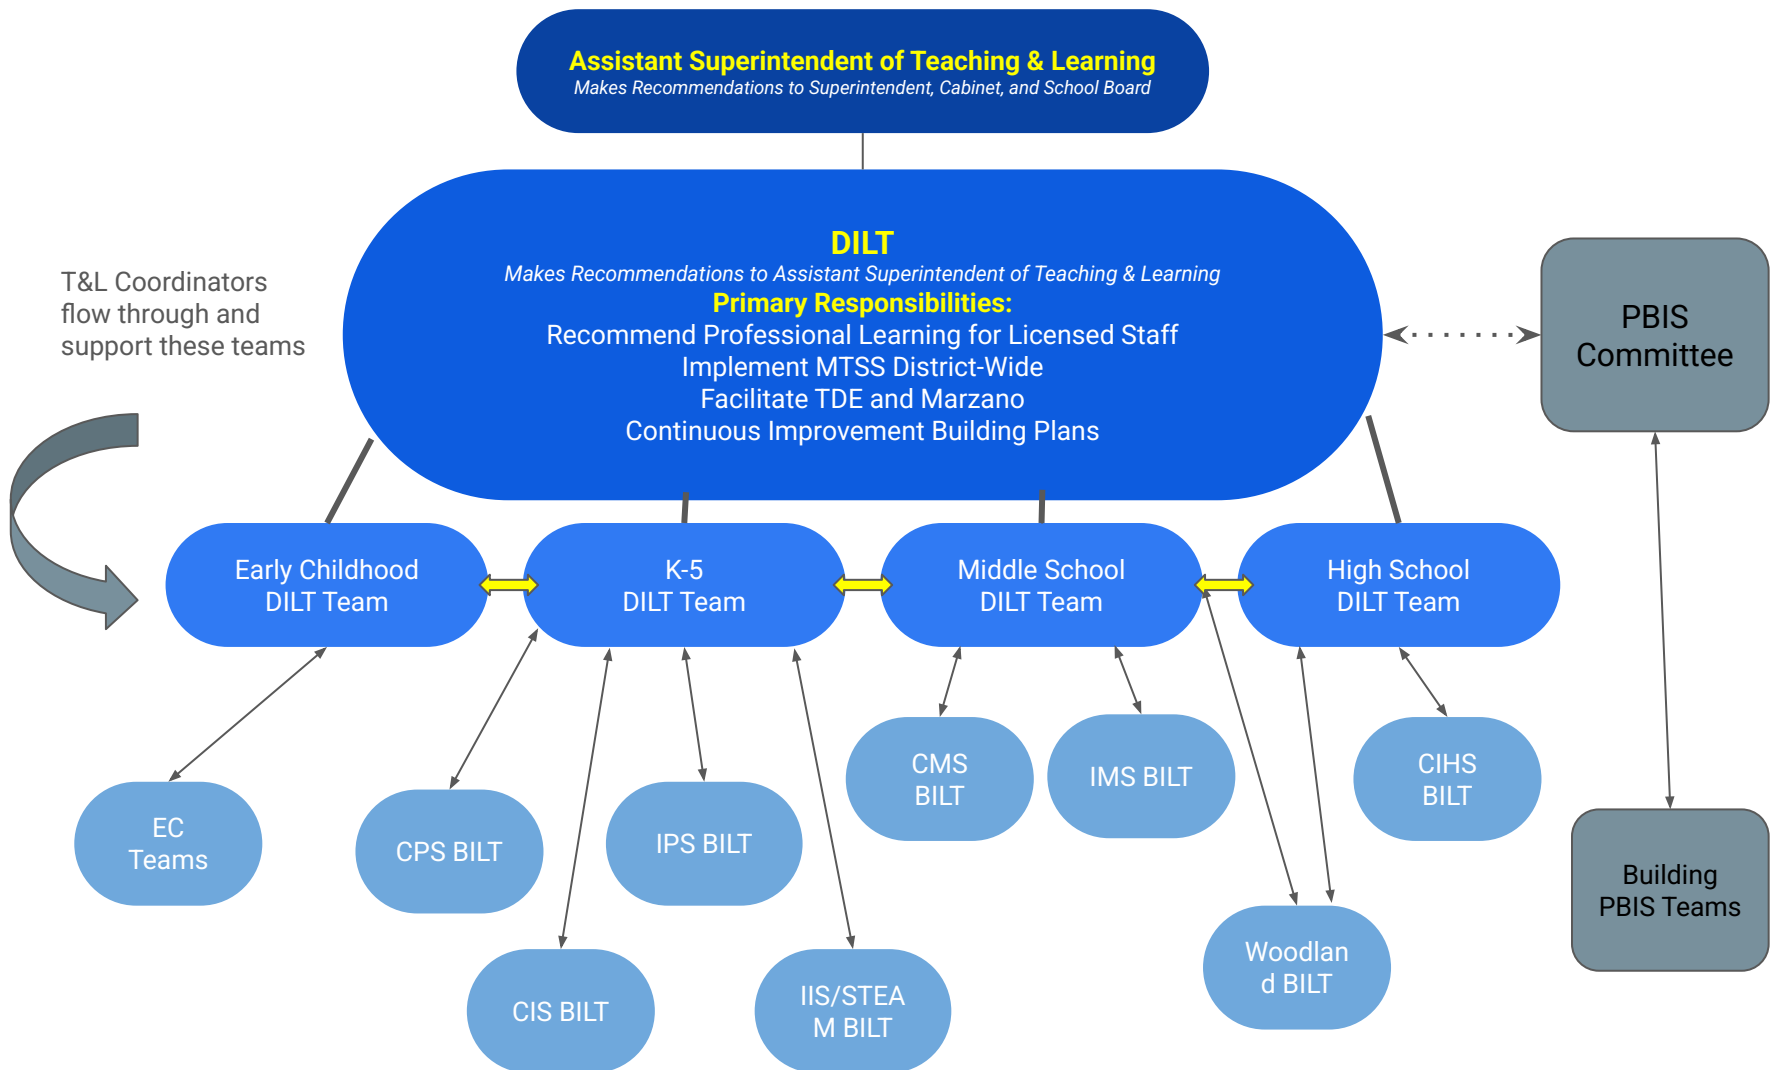 Assistant Superintendent of Teaching & Learning
Makes Recommendations to Superintendent, Cabinet, and School Board
DILT
Makes Recommendations to Assistant Superintendent of Teaching & Learning
Primary Responsibilities:
Recommend Professional Learning for Licensed Staff
Implement MTSS District-Wide
Facilitate TDE and Marzano
Continuous Improvement Building Plans
T&L Coordinators
flow through and
support these teams
PBIS
Committee
Early Childhood
DILT Team
K-5
DILT Team
Middle School
DILT Team
High School
DILT Team
EC
Teams
CPS BILT
CIS BILT
IPS BILT
IIS/STEA
M BILT
CMS
BILT
IMS BILT
Woodlan
d BILT
CIHS
BILT
Building
PBIS Teams